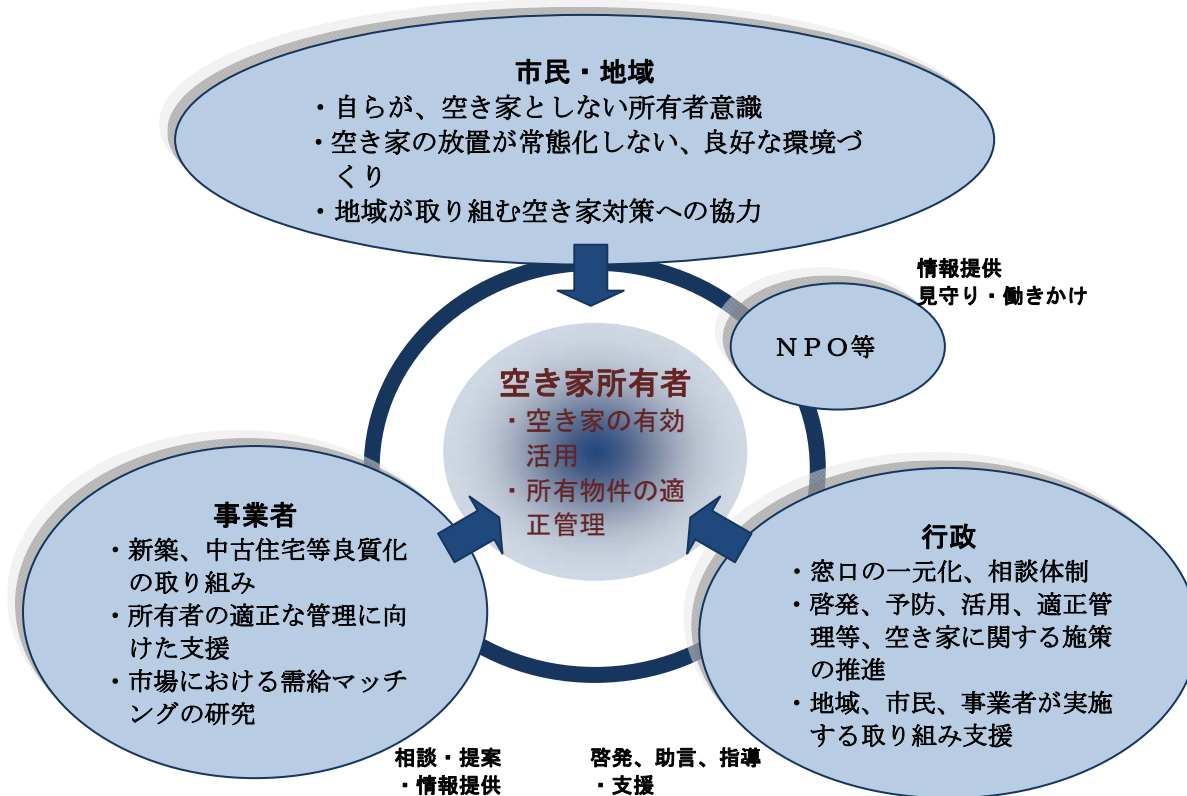 市民・地域
・自らが、空き家としない所有者意識
・空き家の放置が常態化しない、良好な環境づ
くり
・地域が取り組む空き家対策への協力
情報提供
見守り・働きかけ
ＮＰＯ等
空き家所有者
・空き家の有効
活用
・所有物件の適
正管理
事業者
・新築、中古住宅等良質化
の取り組み
・所有者の適正な管理に向
けた支援
・市場における需給マッチ
ングの研究
行政
・窓口の一元化、相談体制
・啓発、予防、活用、適正管
理等、空き家に関する施策
の推進
・地域、市民、事業者が実施
する取り組み支援
相談・提案
・情報提供
啓発、助言、指導
・支援